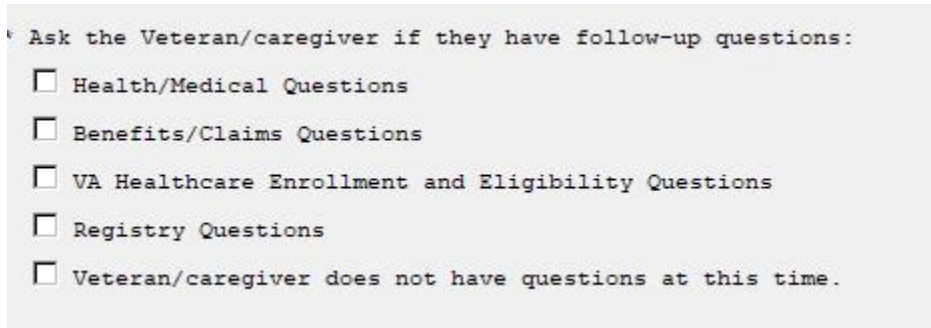 * Ask the Veteran/caregiver if they have follow-up questions:
Health/Medical Questions
Benefits/Claims Questions
VA Healthcare Enrollment and Eligibility Questions
Registry Questions
Veteran/caregiver does not have questions at this time.